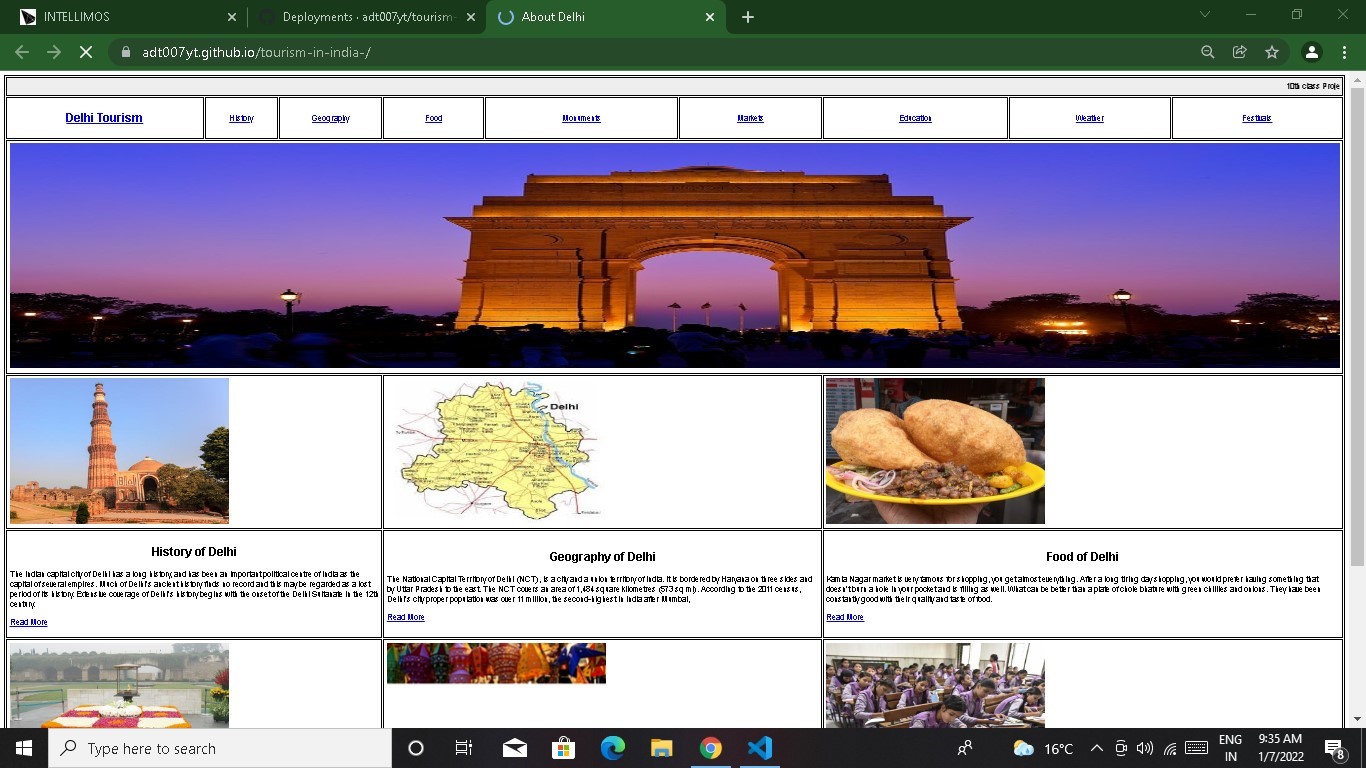 INTELLIMOS
Deployments · adt007yt/tourism-
About Delhi
adt007yt.github.io/tourism-in-india-/
10th class Proje
Delhi Tourism
History
Geography
Food
Monuments
Markets
Education
Weather
Festivals
Delhi
History of Delhi
The Indian capital city of Delhi has a long history, and has been an important political centre of India as the
capital of several empires. Much of Delhi's ancient history finds no record and this may be regarded as a lost
period of its history. Extensive coverage of Delhi's history begins with the onset of the Delhi Sultanate in the 12th
century.
Read More
Geography of Delhi
The National Capital Territory of Delhi (NCT), is a city and a union territory of India. It is bordered by Haryana on three sides and
by Uttar Pradesh to the east. The NCT covers an area of 1,484 square kilometres (573 sq mi). According to the 2011 census,
Delhi's city proper population was over 11 million, the second-highest in India after Mumbai,
Read More
Food of Delhi
Kamla Nagar market is very famous for shopping, you get almost everything. After a long tiring day shopping, you would prefer having something that
doesn't burn a hole in your pocket and is filling as well. What can be better than a plate of chole bhature with green chillies and onions. They have been
constantly good with their quality and taste of food.
Read More
Type here to search
16°C
ENG
IN
9:35 AM
1/7/2022
8